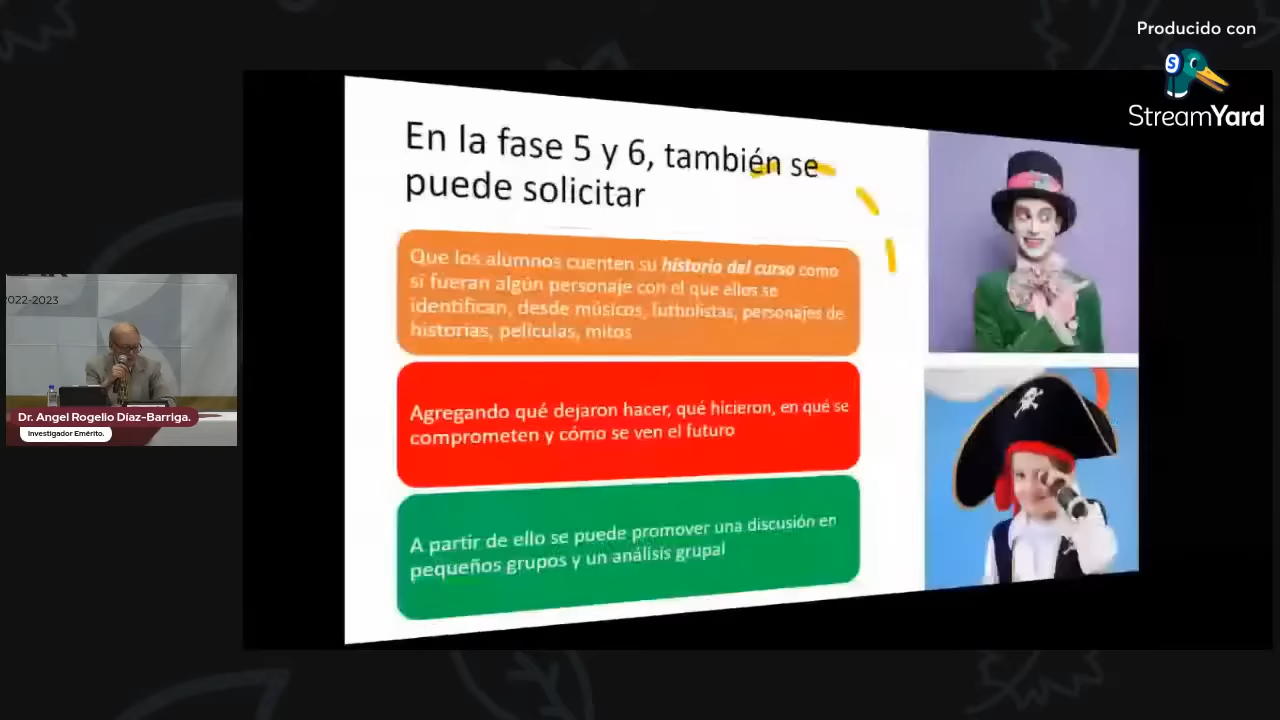 Producido con
StreamYard
En la fase 5 y 6, también se
puede solicitar
Que los alumnos cuenten su historia del curso como
si fueran algún personaje con el que ellos se
identifican, desde músicos, futbolistas, personajes de
historias, películas, mitos
Agregando qué dejaron hacer, qué hicieron, en qué se
comprometen y cómo se ven el futuro
A partir de ello se puede promover una discusión en
pequeños grupos y un análisis grupal
2022-2023
Dr. Angel Rogelio Díaz-Barriga.
Investigador Emérito.